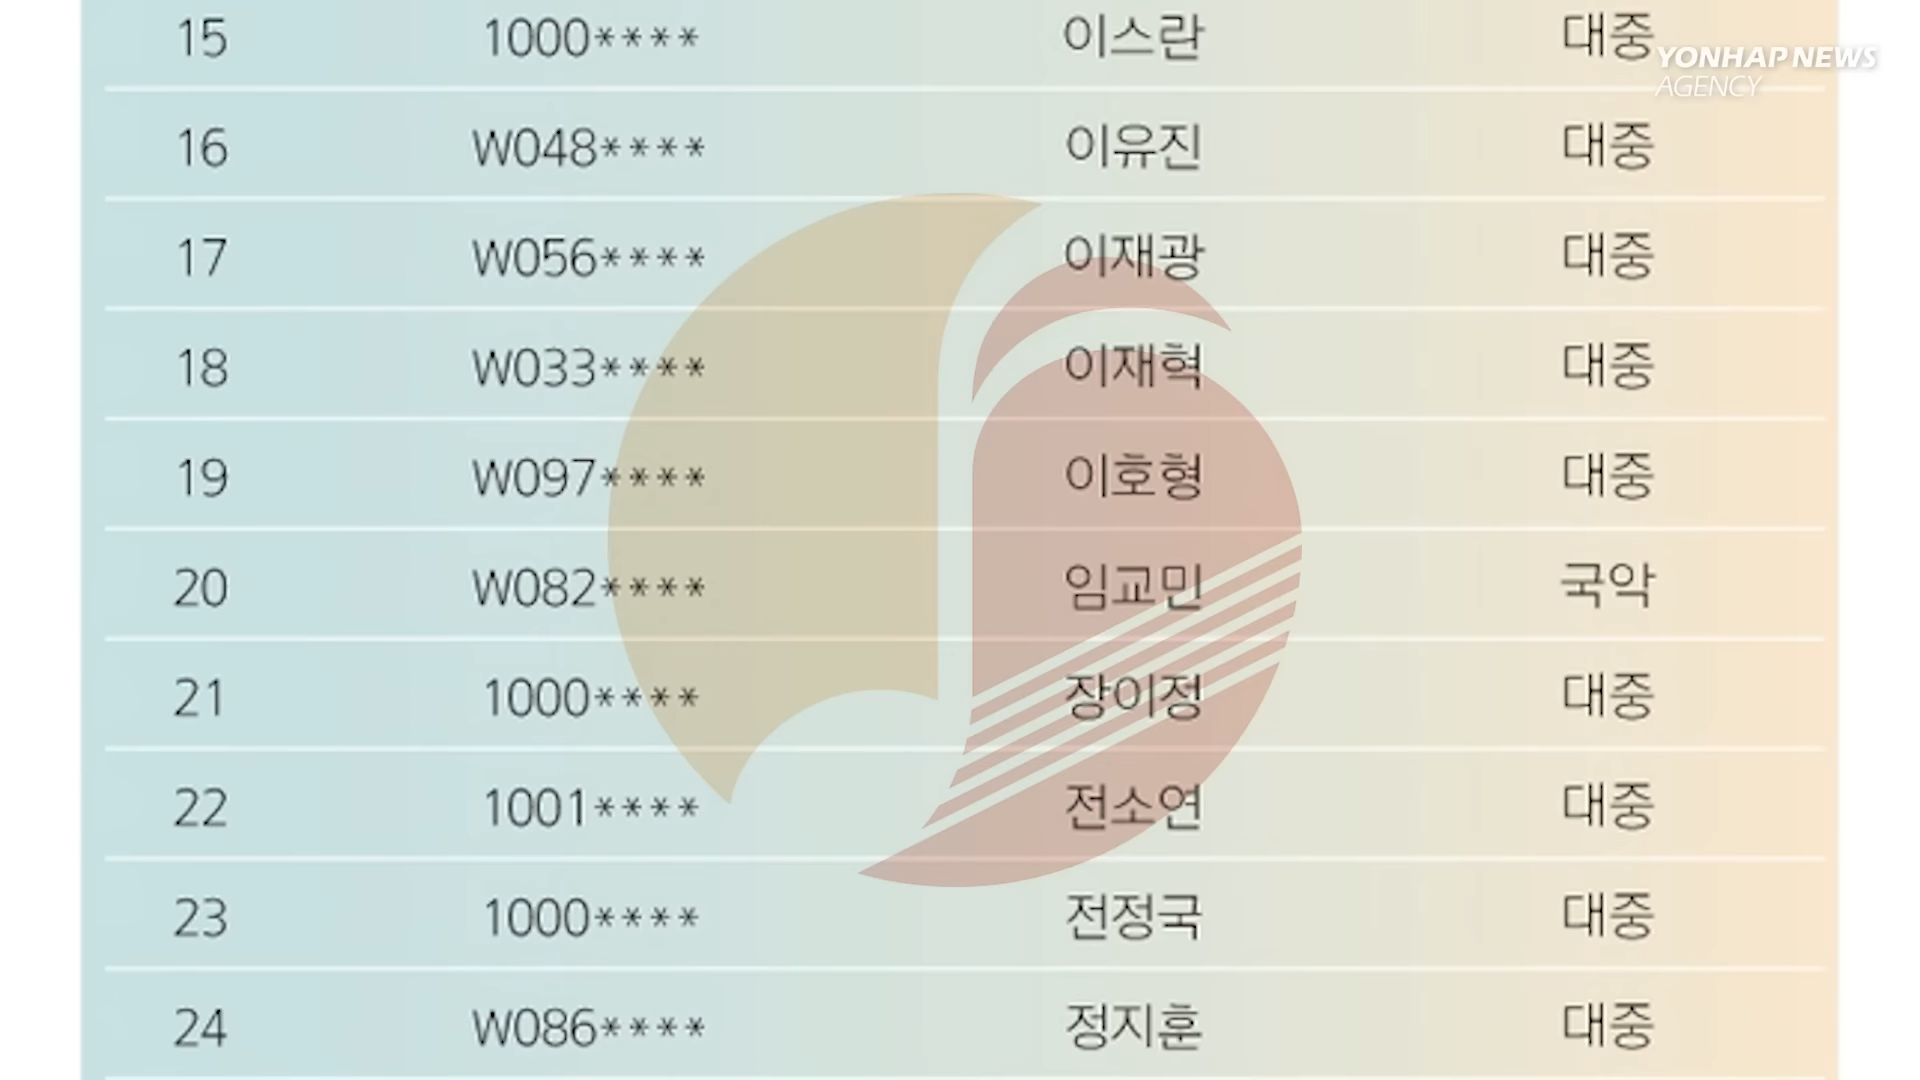 15 1000**** 이스란 대중
YONHAP NEWS
AGENCY
16 W048**** 이유진 대중
17 W056**** 이재광 대중
18 W033**** 이재혁 대중
19 W097**** 이호형 대중
20 W082**** 임교민 국악
21 1000**** 장이정 대중
22 1001**** 전소연 대중
23 1000**** 전정국 대중
24 W086**** 정지훈 대중